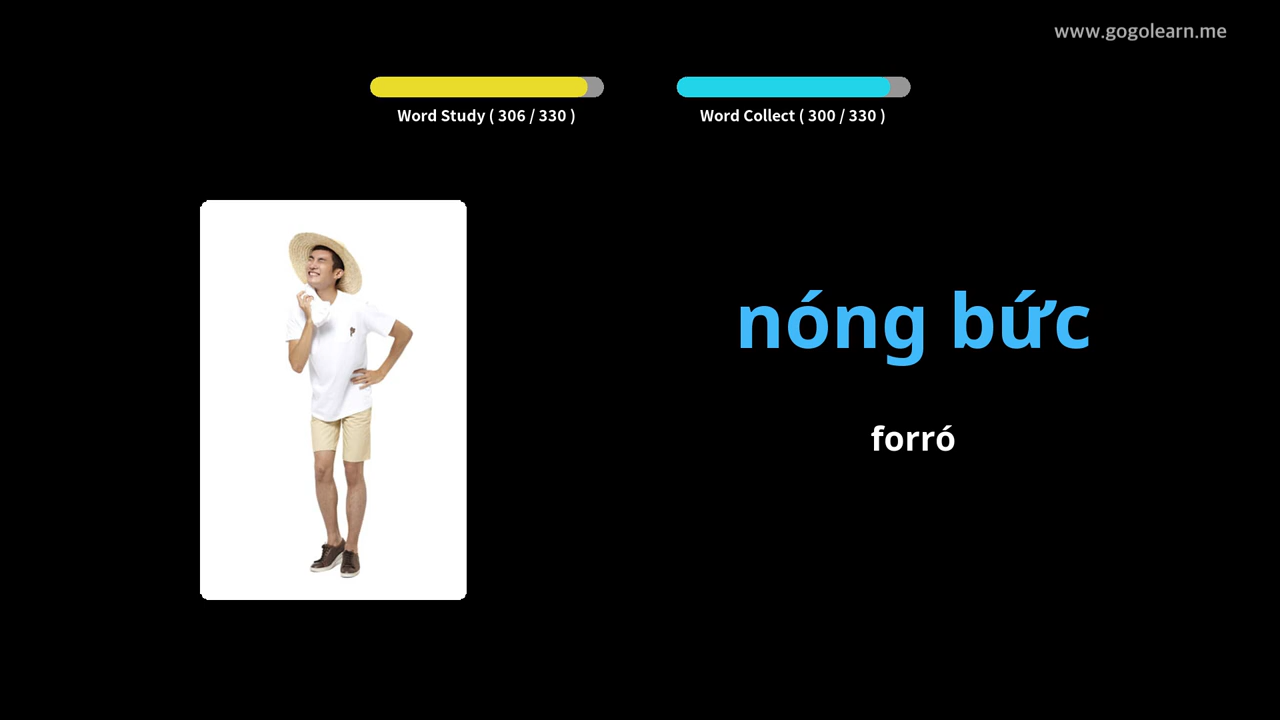 www.gogolearn.me
Word Study ( 306 / 330 )
Word Collect ( 300 / 330 )
nóng bức
forró